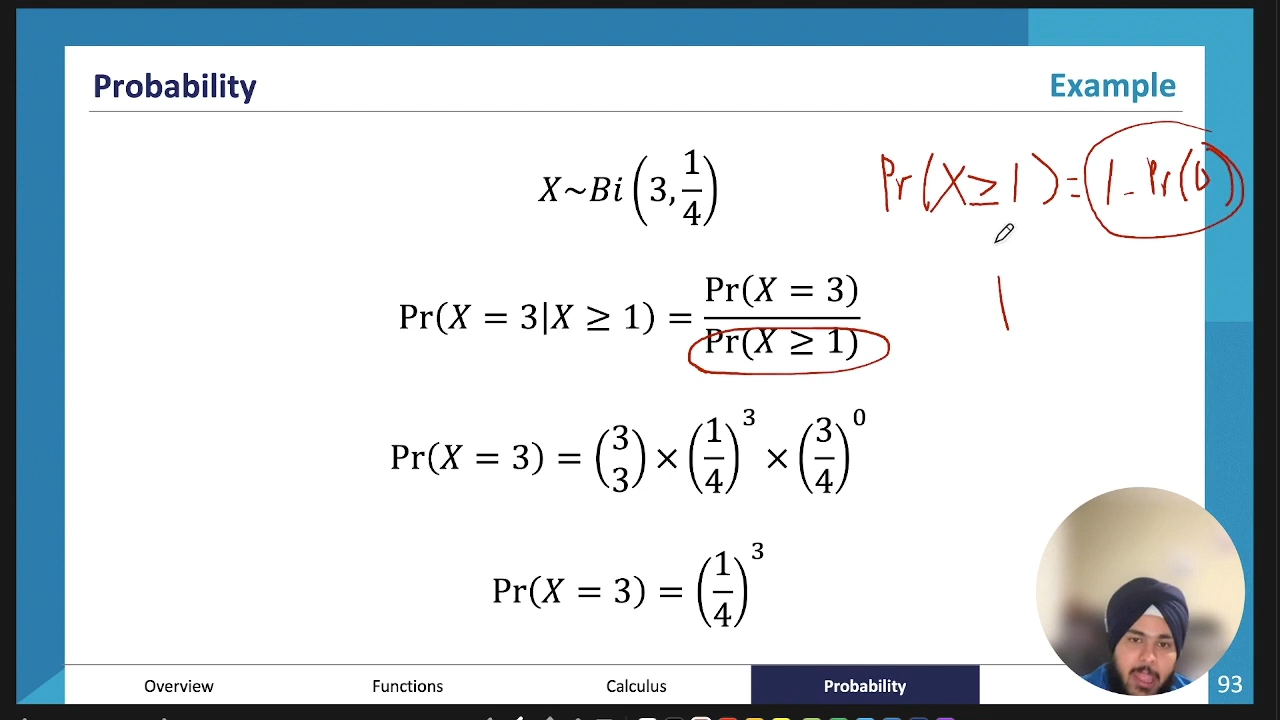 Probability
Example
X~Bi(3, 1/4)
Pr(X ≥ 1) = 1 - Pr(0)
Pr(X = 3|X ≥ 1) = Pr(X = 3) / Pr(X ≥ 1)
1
Pr(X = 3) = (3 3) × (1/4)^3 × (3/4)^0
Pr(X = 3) = (1/4)^3
Overview
Functions
Calculus
Probability
93